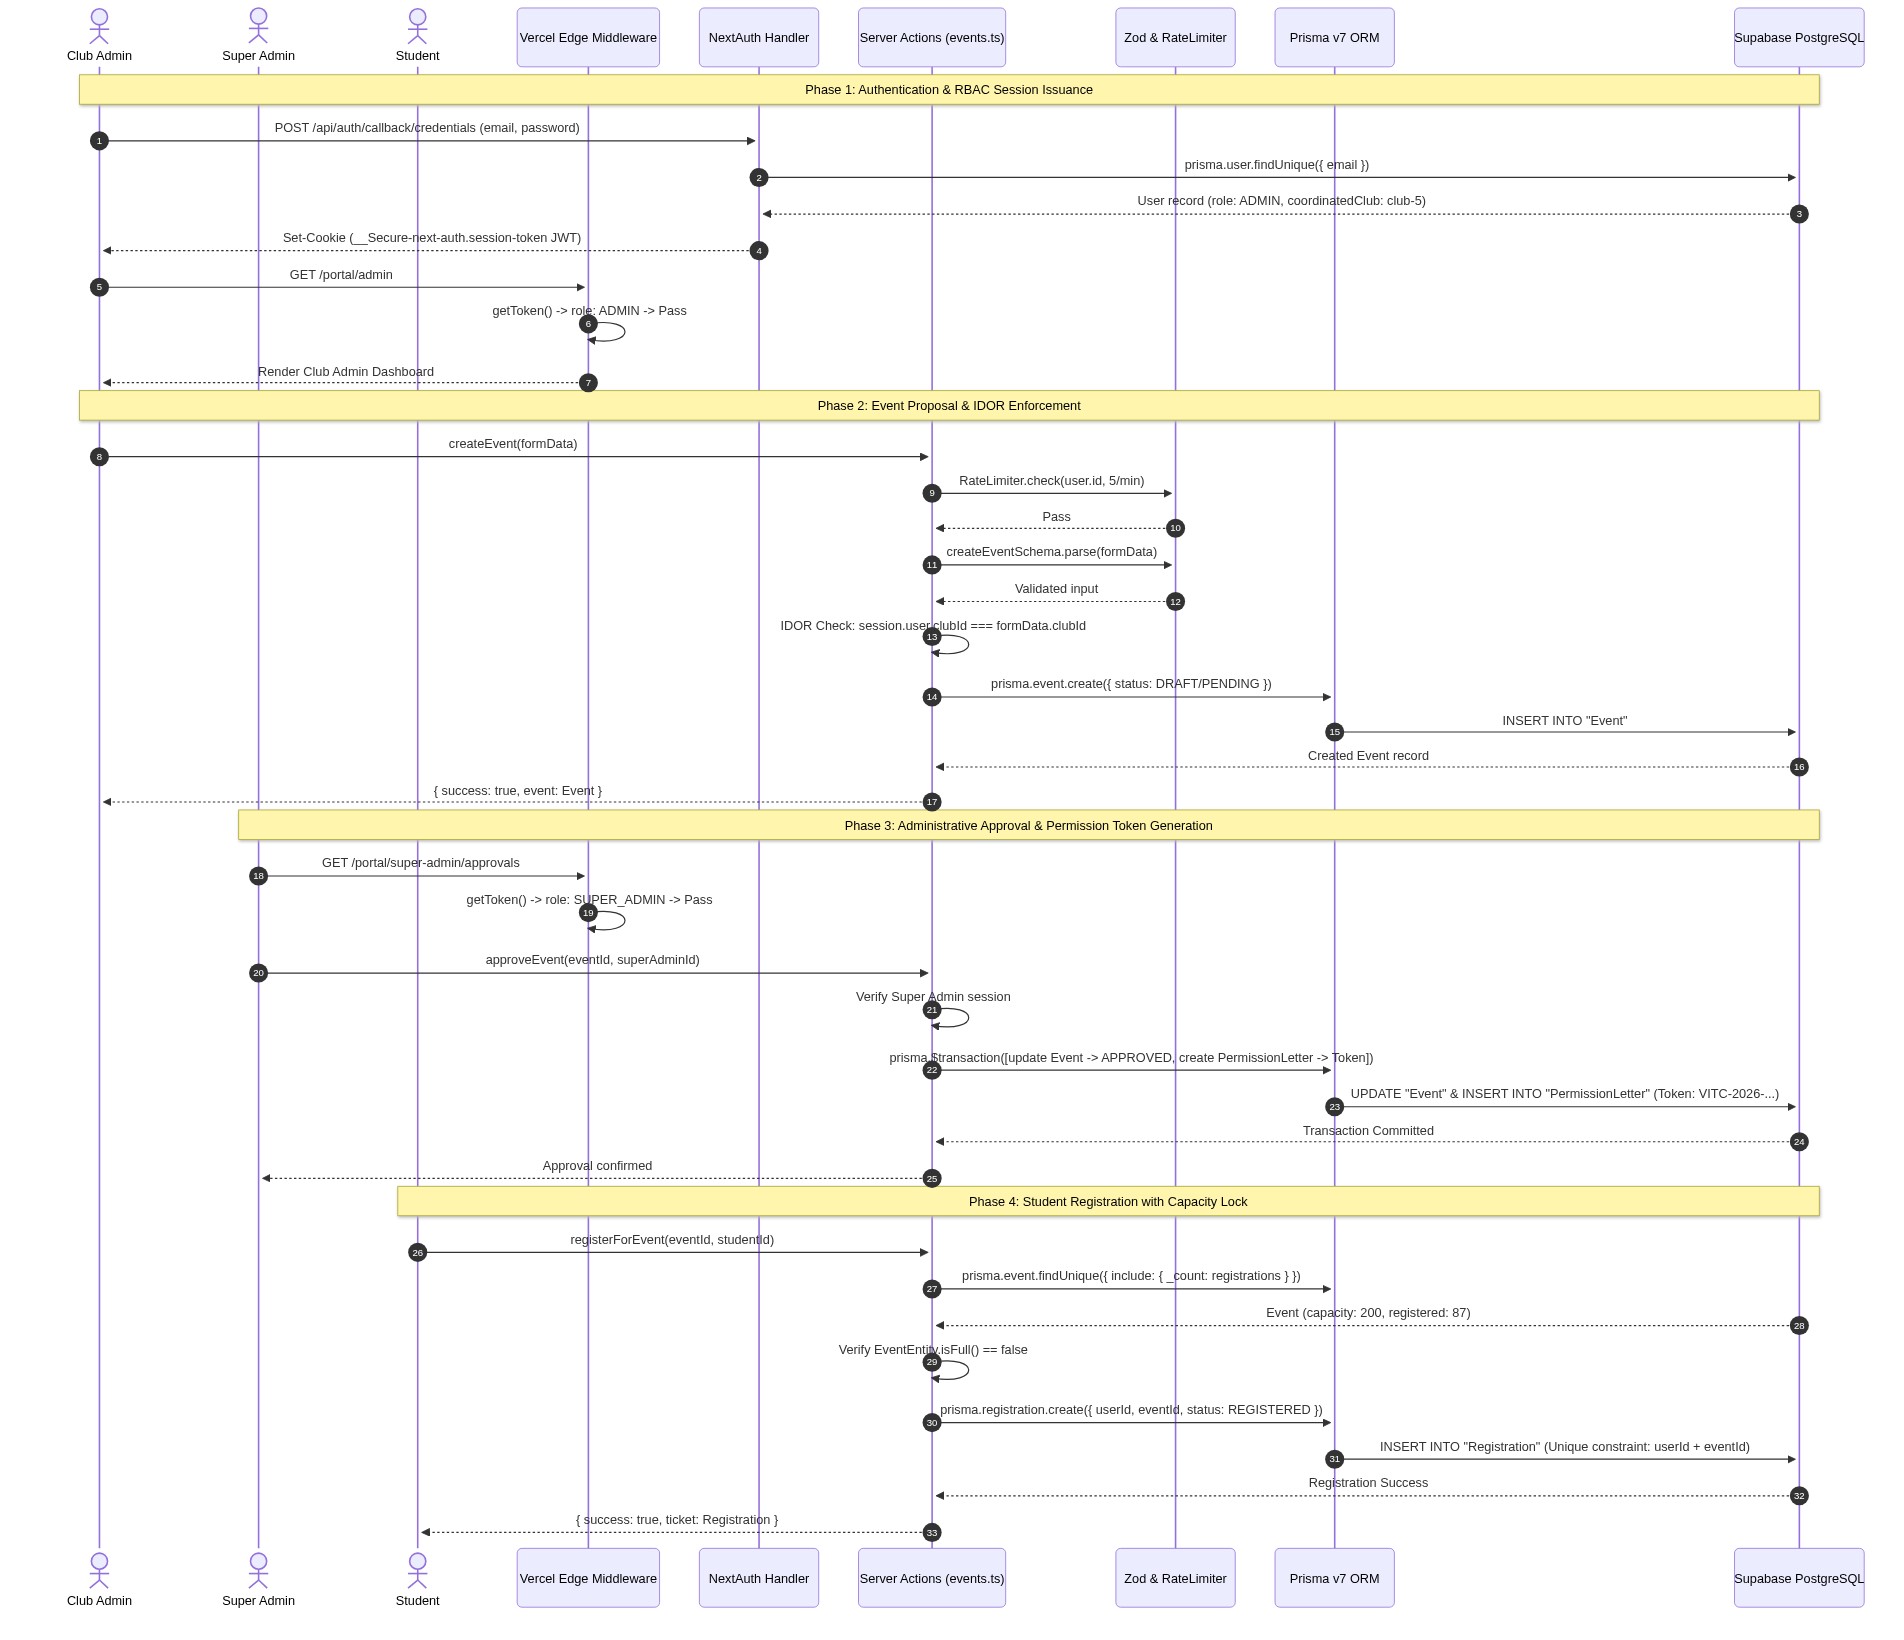 Club Admin
Super Admin
Student
Vercel Edge Middleware
NextAuth Handler
Server Actions (events.ts)
Zod & RateLimiter
Prisma v7 ORM
Supabase PostgreSQL
Phase 1: Authentication & RBAC Session Issuance
POST /api/auth/callback/credentials (email, password)
1
prisma.user.findUnique({ email })
2
User record (role: ADMIN, coordinatedClub: club-5)
3
Set-Cookie (__Secure-next-auth.session-token JWT)
4
GET /portal/admin
5
getToken() -> role: ADMIN -> Pass
6
Render Club Admin Dashboard
7
Phase 2: Event Proposal & IDOR Enforcement
createEvent(formData)
8
RateLimiter.check(user.id, 5/min)
9
Pass
10
createEventSchema.parse(formData)
11
Validated input
12
IDOR Check: session.user.clubId === formData.clubId
13
prisma.event.create({ status: DRAFT/PENDING })
14
INSERT INTO "Event"
15
Created Event record
16
{ success: true, event: Event }
17
Phase 3: Administrative Approval & Permission Token Generation
GET /portal/super-admin/approvals
18
getToken() -> role: SUPER_ADMIN -> Pass
19
approveEvent(eventId, superAdminId)
20
Verify Super Admin session
21
prisma.$transaction([update Event -> APPROVED, create PermissionLetter -> Token])
22
UPDATE "Event" & INSERT INTO "PermissionLetter" (Token: VITC-2026-...)
23
Transaction Committed
24
Approval confirmed
25
Phase 4: Student Registration with Capacity Lock
registerForEvent(eventId, studentId)
26
prisma.event.findUnique({ include: { _count: registrations } })
27
Event (capacity: 200, registered: 87)
28
Verify EventEntity.isFull() == false
29
prisma.registration.create({ userId, eventId, status: REGISTERED })
30
INSERT INTO "Registration" (Unique constraint: userId + eventId)
31
Registration Success
32
{ success: true, ticket: Registration }
33
Club Admin
Super Admin
Student
Vercel Edge Middleware
NextAuth Handler
Server Actions (events.ts)
Zod & RateLimiter
Prisma v7 ORM
Supabase PostgreSQL